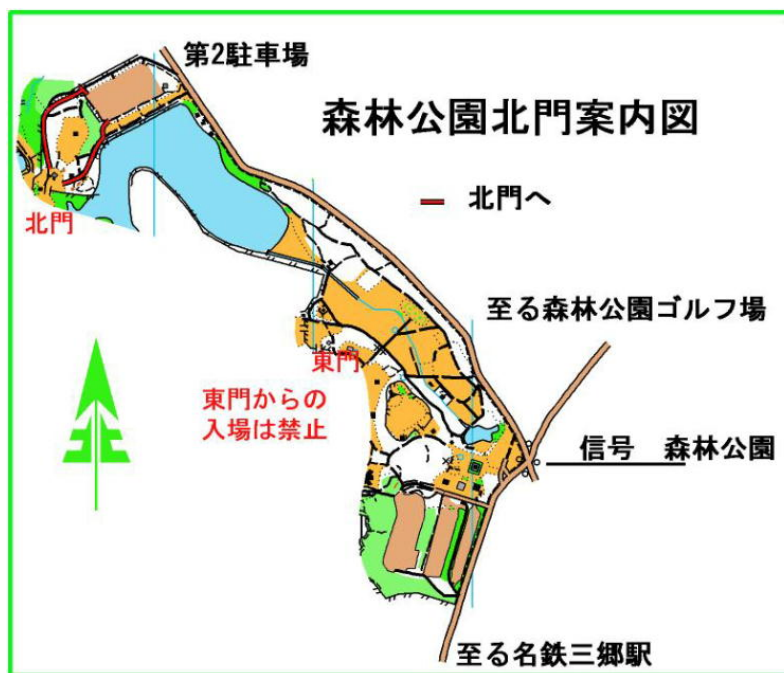 第2駐車場
森林公園北門案内図
北門へ
北門
至る森林公園ゴルフ場
東門
東門からの
入場は禁止
信号　森林公園
北
至る名鉄三郷駅